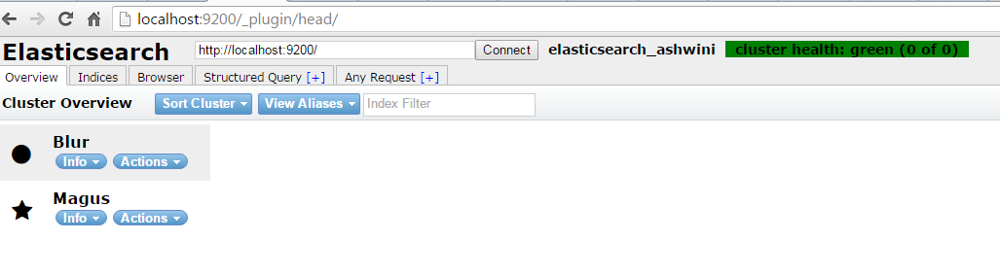 localhost:9200/_plugin/head/
Elasticsearch http://localhost:9200/ Connect elasticsearch_ashwini cluster health: green (0 of 0)
Overview Indices Browser Structured Query [+] Any Request [+]
Cluster Overview Sort Cluster View Aliases Index Filter
Blur
Info Actions
Magus
Info Actions